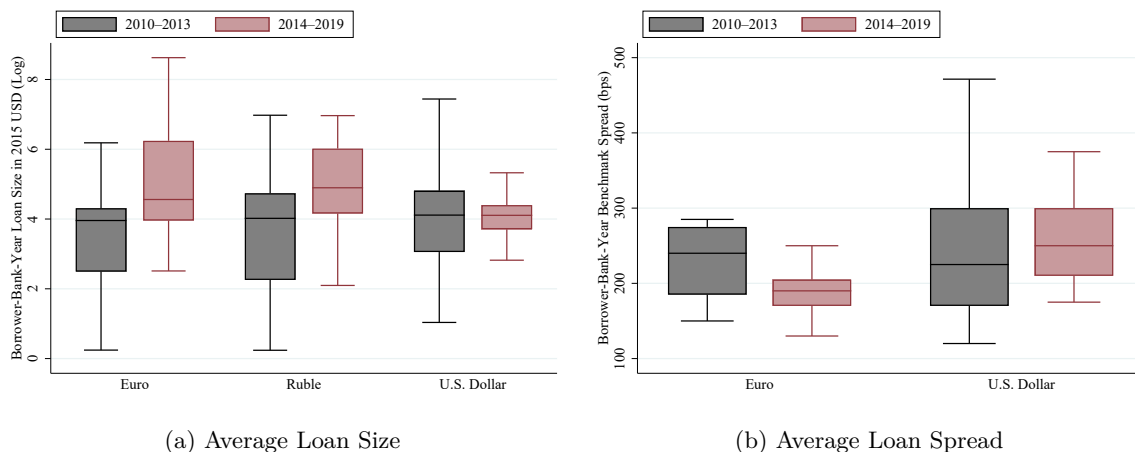 2010–2013 2014–2019
Borrower-Bank-Year Loan Size in 2015 USD (Log)
8
6
4
2
0
Euro Ruble U.S. Dollar
(a) Average Loan Size
2010–2013 2014–2019
Borrower-Bank-Year Benchmark Spread (bps)
500
400
300
200
100
Euro U.S. Dollar
(b) Average Loan Spread